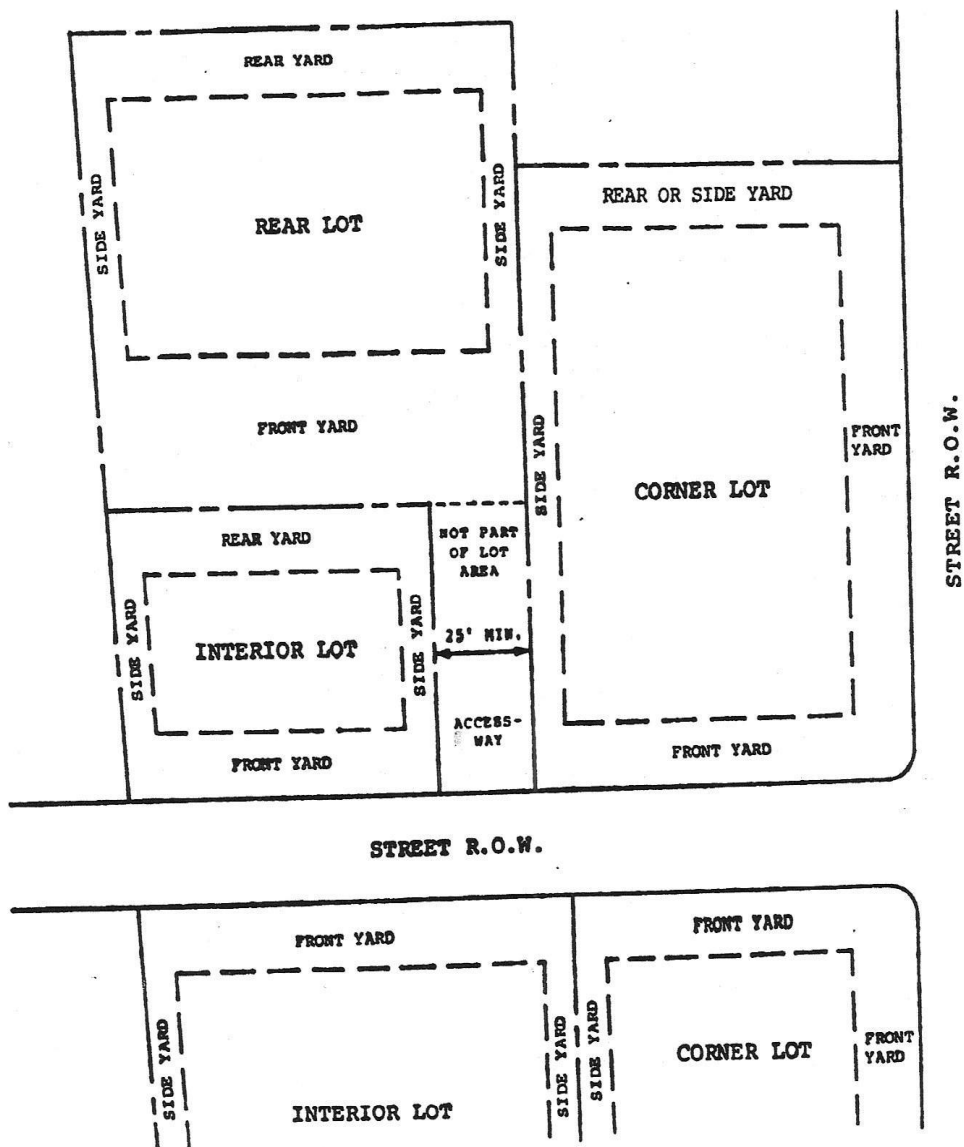 REAR YARD
SIDE YARD
REAR LOT
SIDE YARD
REAR OR SIDE YARD
FRONT YARD
SIDE YARD
CORNER LOT
FRONT
YARD
STREET R.O.W.
REAR YARD
NOT PART
OF LOT
AREA
SIDE YARD
INTERIOR LOT
SIDE YARD
25' MIN.
ACCESS-
WAY
FRONT YARD
FRONT YARD
STREET R.O.W.
FRONT YARD
FRONT YARD
SIDE YARD
INTERIOR LOT
SIDE YARD
SIDE YARD
CORNER LOT
FRONT
YARD